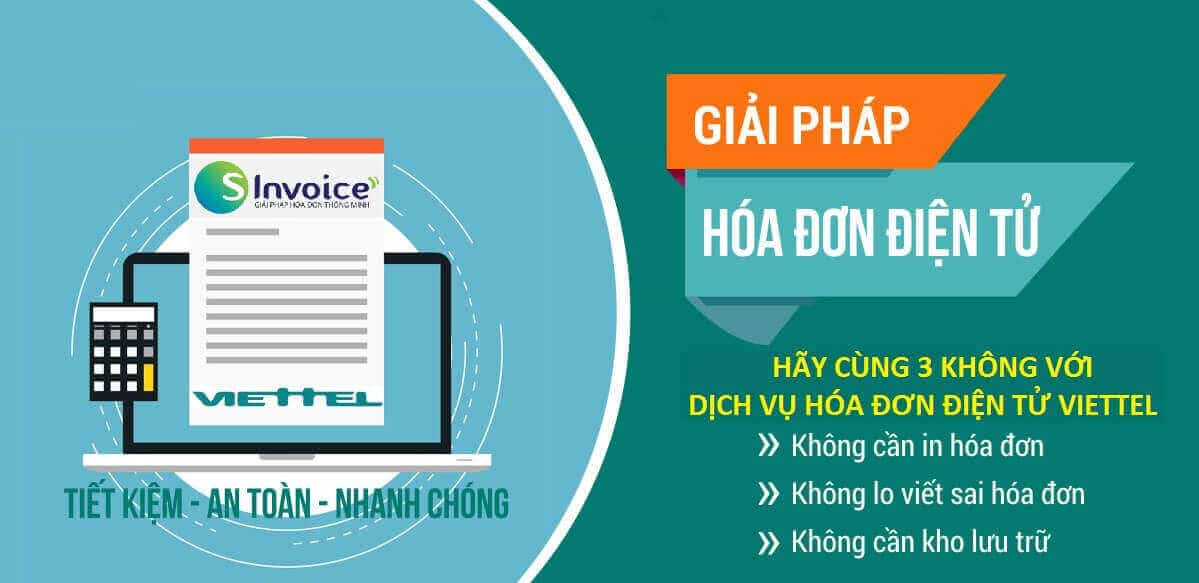 S Invoice
GIẢI PHÁP HÓA ĐƠN THÔNG MINH
VIETTEL
TIẾT KIỆM - AN TOÀN - NHANH CHÓNG
GIẢI PHÁP
HÓA ĐƠN ĐIỆN TỬ
HÃY CÙNG 3 KHÔNG VỚI
DỊCH VỤ HÓA ĐƠN ĐIỆN TỬ VIETTEL
» Không cần in hóa đơn
» Không lo viết sai hóa đơn
» Không cần kho lưu trữ